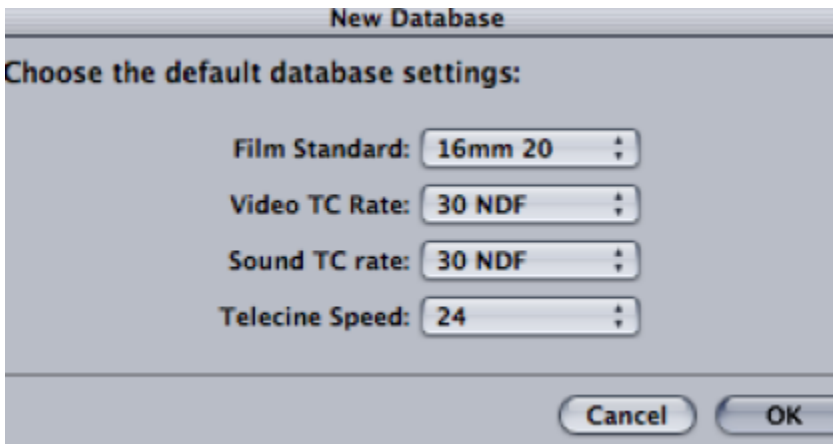 New Database
Choose the default database settings:
Film Standard: 16mm 20
Video TC Rate: 30 NDF
Sound TC rate: 30 NDF
Telecine Speed: 24
Cancel OK